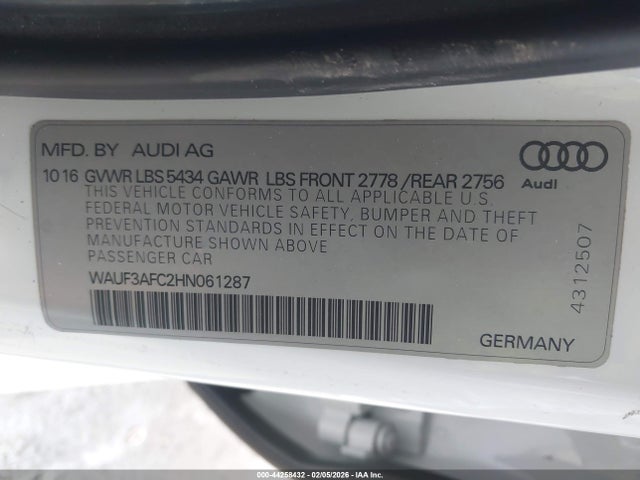 MFD. BY AUDI AG
10 16 GVWR LBS 5434 GAWR LBS FRONT 2778 / REAR 2756
THIS VEHICLE CONFORMS TO ALL APPLICABLE U.S.
FEDERAL MOTOR VEHICLE SAFETY, BUMPER AND THEFT
PREVENTION STANDARDS IN EFFECT ON THE DATE OF
MANUFACTURE SHOWN ABOVE
PASSENGER CAR
WAUF3AFC2HN061287
Audi
4312507
GERMANY
000-44258432 - 02/05/2026 - IAA Inc.